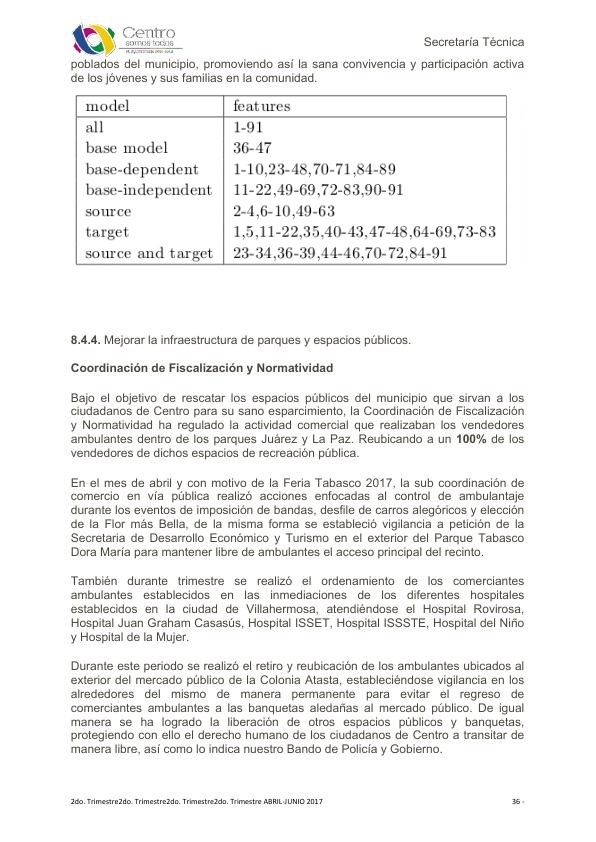 Centro
somos todos
Secretaría Técnica
poblados del municipio, promoviendo así la sana convivencia y participación activa
de los jóvenes y sus familias en la comunidad.
model features
all 1-91
base model 36-47
base-dependent 1-10,23-48,70-71,84-89
base-independent 11-22,49-69,72-83,90-91
source 2-4,6-10,49-63
target 1,5,11-22,35,40-43,47-48,64-69,73-83
source and target 23-34,36-39,44-46,70-72,84-91
8.4.4. Mejorar la infraestructura de parques y espacios públicos.
Coordinación de Fiscalización y Normatividad
Bajo el objetivo de rescatar los espacios públicos del municipio que sirvan a los
ciudadanos de Centro para su sano esparcimiento, la Coordinación de Fiscalización
y Normatividad ha regulado la actividad comercial que realizaban los vendedores
ambulantes dentro de los parques Juárez y La Paz. Reubicando a un 100% de los
vendedores de dichos espacios de recreación pública.
En el mes de abril y con motivo de la Feria Tabasco 2017, la sub coordinación de
comercio en vía pública realizó acciones enfocadas al control de ambulantaje
durante los eventos de imposición de bandas, desfile de carros alegóricos y elección
de la Flor más Bella, de la misma forma se estableció vigilancia a petición de la
Secretaria de Desarrollo Económico y Turismo en el exterior del Parque Tabasco
Dora María para mantener libre de ambulantes el acceso principal del recinto.
También durante trimestre se realizó el ordenamiento de los comerciantes
ambulantes establecidos en las inmediaciones de los diferentes hospitales
establecidos en la ciudad de Villahermosa, atendiéndose el Hospital Rovirosa,
Hospital Juan Graham Casasús, Hospital ISSET, Hospital ISSSTE, Hospital del Niño
y Hospital de la Mujer.
Durante este periodo se realizó el retiro y reubicación de los ambulantes ubicados al
exterior del mercado público de la Colonia Atasta, estableciéndose vigilancia en los
alrededores del mismo de manera permanente para evitar el regreso de
comerciantes ambulantes a las banquetas aledañas al mercado público. De igual
manera se ha logrado la liberación de otros espacios públicos y banquetas,
protegiendo con ello el derecho humano de los ciudadanos de Centro a transitar de
manera libre, así como lo indica nuestro Bando de Policía y Gobierno.
2do. Trimestre2do. Trimestre2do. Trimestre2do. Trimestre ABRIL-JUNIO 2017 36 -